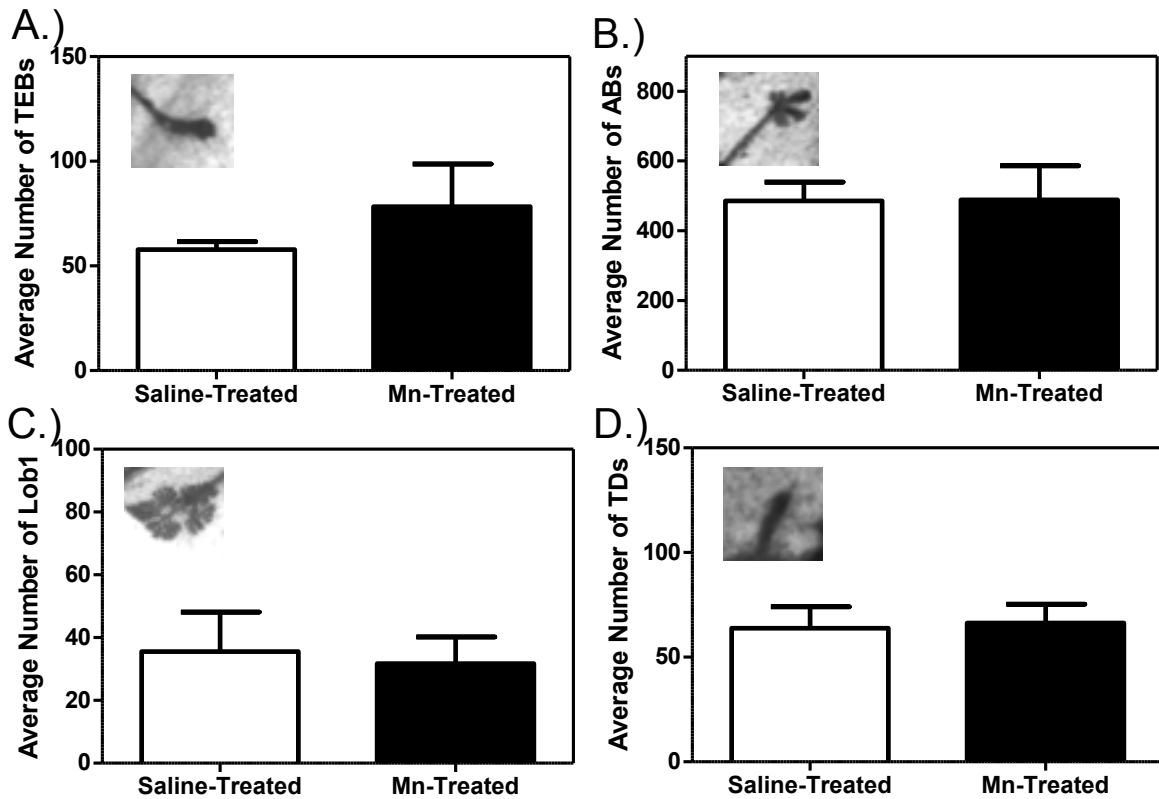 A.)
Average Number of TEBs
150
100
50
0
Saline-Treated Mn-Treated
B.)
Average Number of ABs
800
600
400
200
0
Saline-Treated Mn-Treated
C.)
Average Number of Lob1
100
80
60
40
20
0
Saline-Treated Mn-Treated
D.)
Average Number of TDs
150
100
50
0
Saline-Treated Mn-Treated